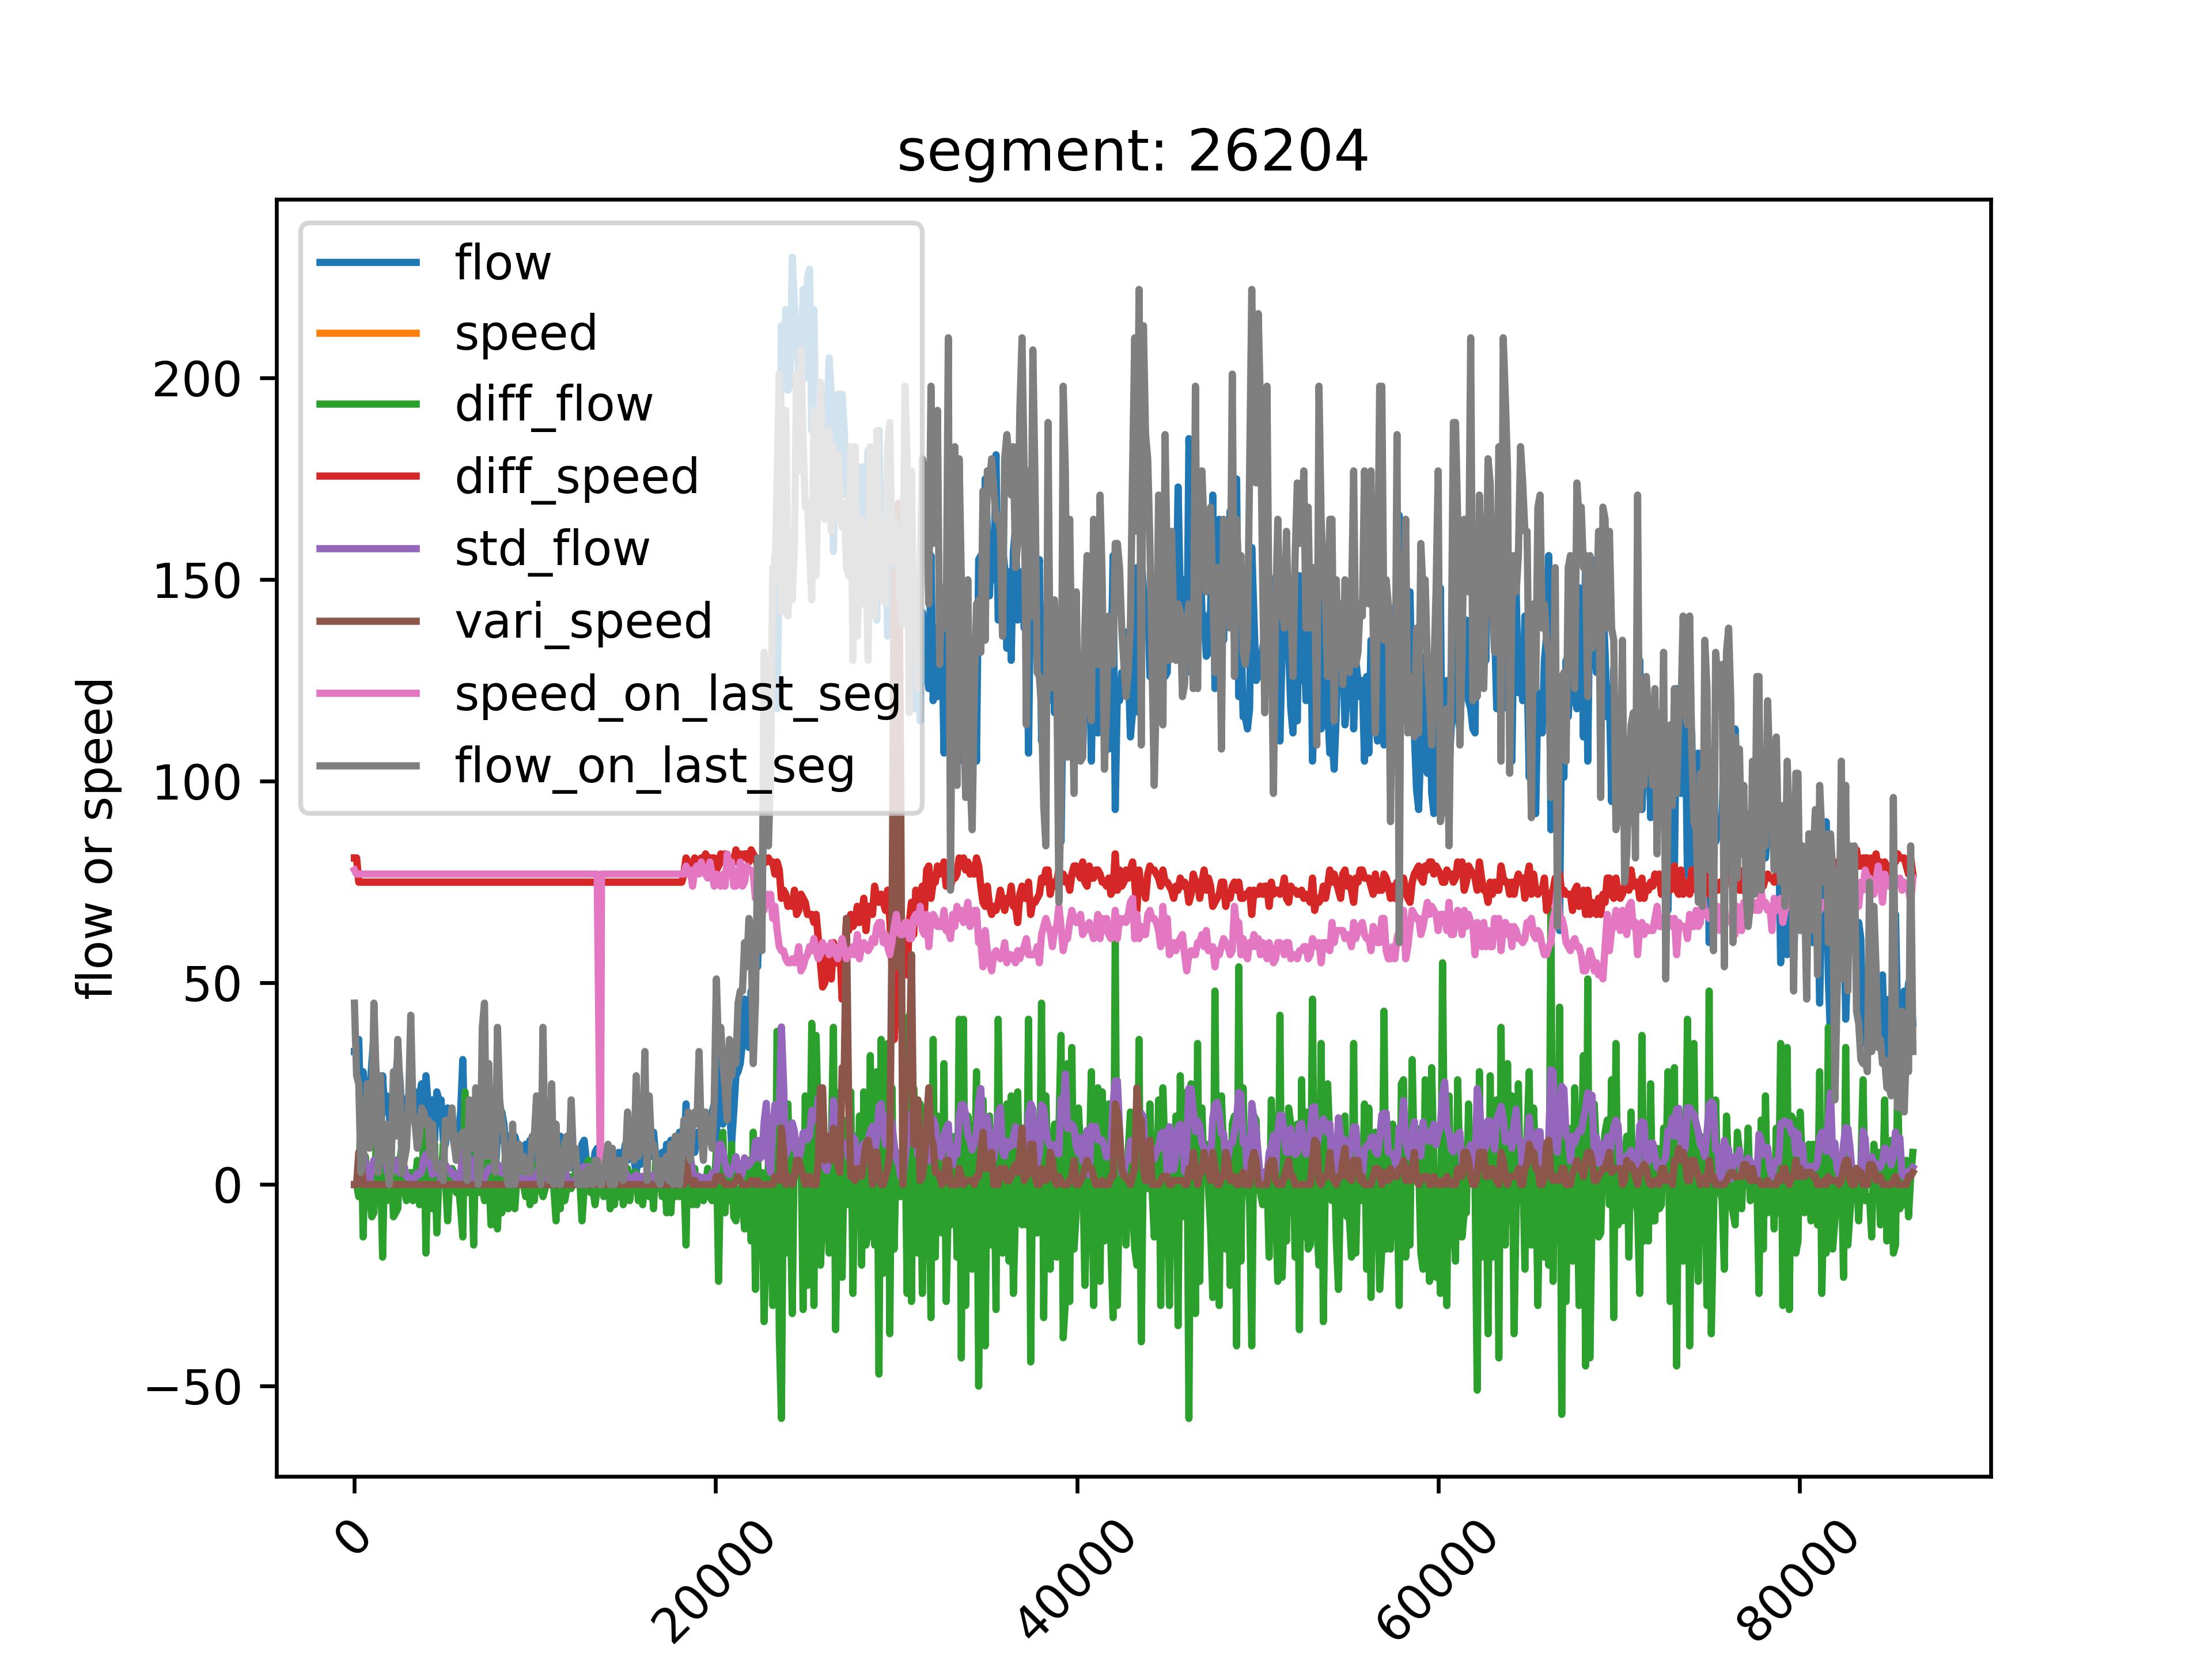 segment: 26204
flow
speed
diff_flow
diff_speed
std_flow
vari_speed
speed_on_last_seg
flow_on_last_seg
flow or speed
200
150
100
50
0
−50
0
20000
40000
60000
80000